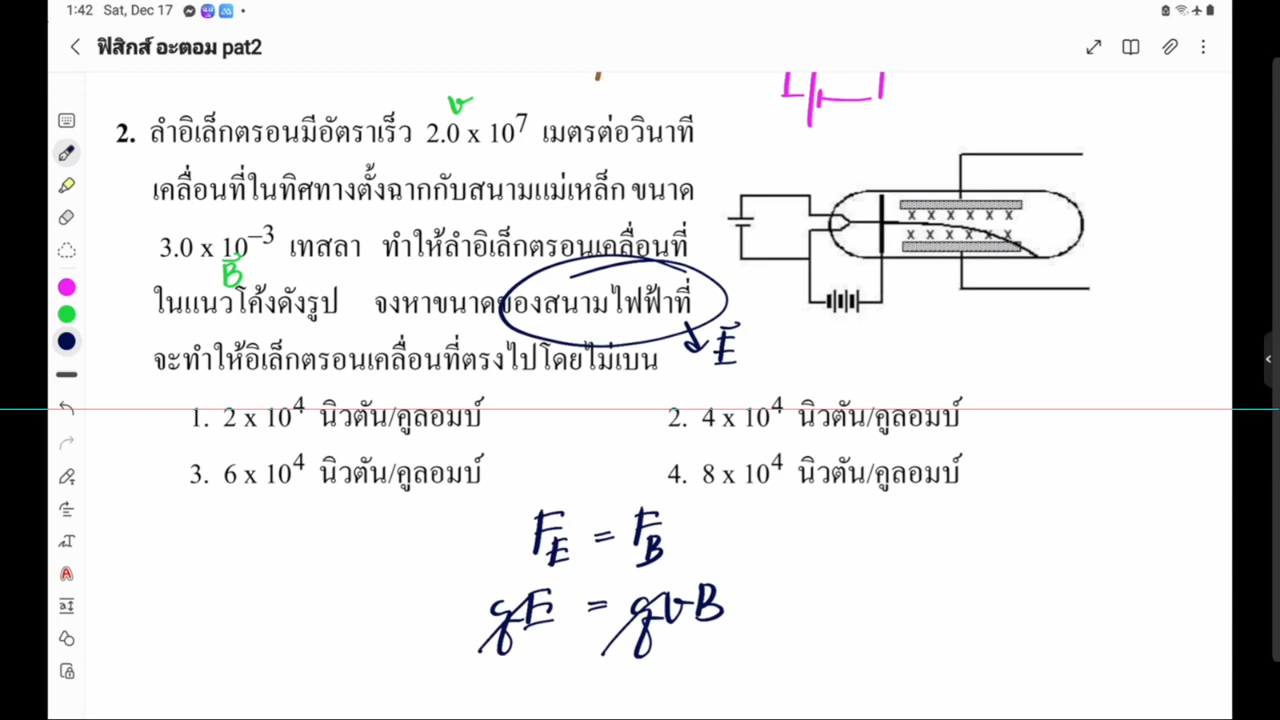 1:42 Sat, Dec 17
ฟิสิกส์ อะตอม pat2
2. ลำอิเล็กตรอนมีอัตราเร็ว 2.0 x 10⁷ เมตรต่อวินาที
v
เคลื่อนที่ในทิศทางตั้งฉากกับสนามแม่เหล็ก ขนาด
3.0 x 10⁻³ เทสลา ทำให้ลำอิเล็กตรอนเคลื่อนที่
B
ในแนวโค้งดังรูป จงหาขนาดของสนามไฟฟ้าที่
E
จะทำให้อิเล็กตรอนเคลื่อนที่ตรงไปโดยไม่เบน
1. 2 x 10⁴ นิวตัน/คูลอมบ์ 2. 4 x 10⁴ นิวตัน/คูลอมบ์
3. 6 x 10⁴ นิวตัน/คูลอมบ์ 4. 8 x 10⁴ นิวตัน/คูลอมบ์
x x x x x x
x x x x x x
F_E = F_B
qE = qvB